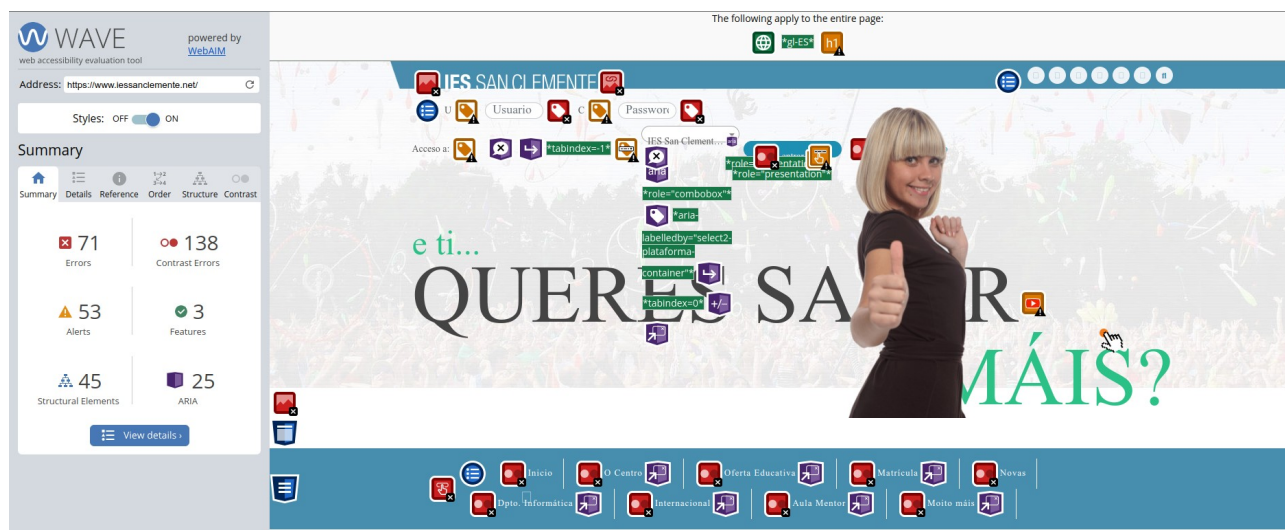 WAVE
powered by
WebAIM
web accessibility evaluation tool
Address: https://www.iessanclemente.net/
Styles: OFF ON
Summary
Summary Details Reference Order Structure Contrast
71
Errors
138
Contrast Errors
53
Alerts
3
Features
45
Structural Elements
25
ARIA
View details ›
The following apply to the entire page:
*gl-ES* h1
IES SAN CLEMENTE
U Usuario C Password
Acceso a: *tabindex=-1* IES San Clement...
*role="presentation"*
aria
*role="combobox"*
*aria-
labelledby="select2-
plataforma-
container"*
*tabindex=0* +/−
e ti...
QUERES SA R
MÁIS?
Inicio O Centro Oferta Educativa Matrícula Novas
Dpto. Informática Internacional Aula Mentor Moito máis